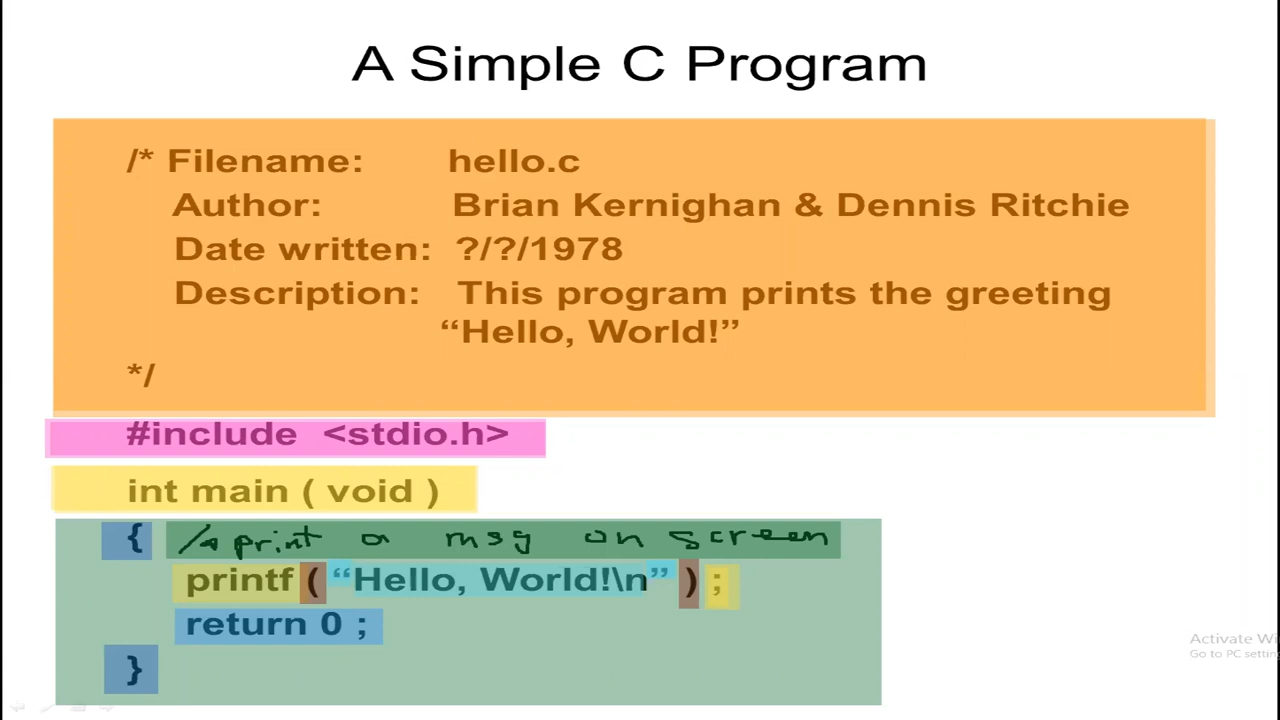 A Simple C Program
/* Filename: hello.c
Author: Brian Kernighan & Dennis Ritchie
Date written: ?/?/1978
Description: This program prints the greeting
“Hello, World!”
*/
#include <stdio.h>
int main ( void )
{ /* print a msg on screen
printf ( “Hello, World!\n” ) ;
return 0 ;
}
Activate Wi
Go to PC settin